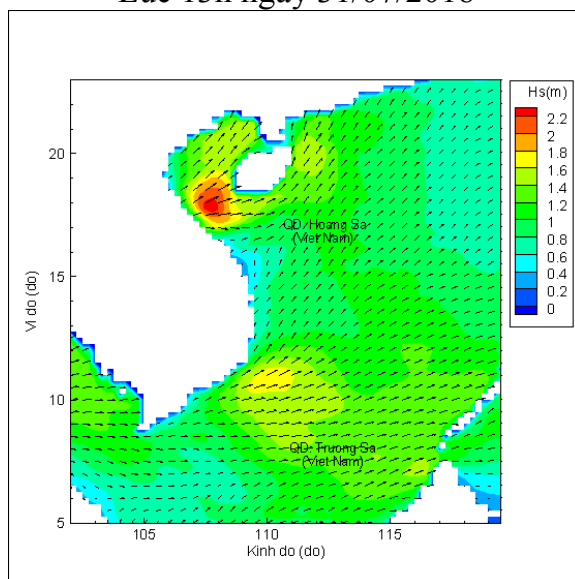 Lúc 13h ngày 31/07/2018
Hs(m)
2.2
2
1.8
1.6
1.4
1.2
1
0.8
0.6
0.4
0.2
0
20
15
10
5
Vi do (do)
QD. Hoang Sa
(Viet Nam)
QD. Truong Sa
(Viet Nam)
105
110
115
Kinh do (do)